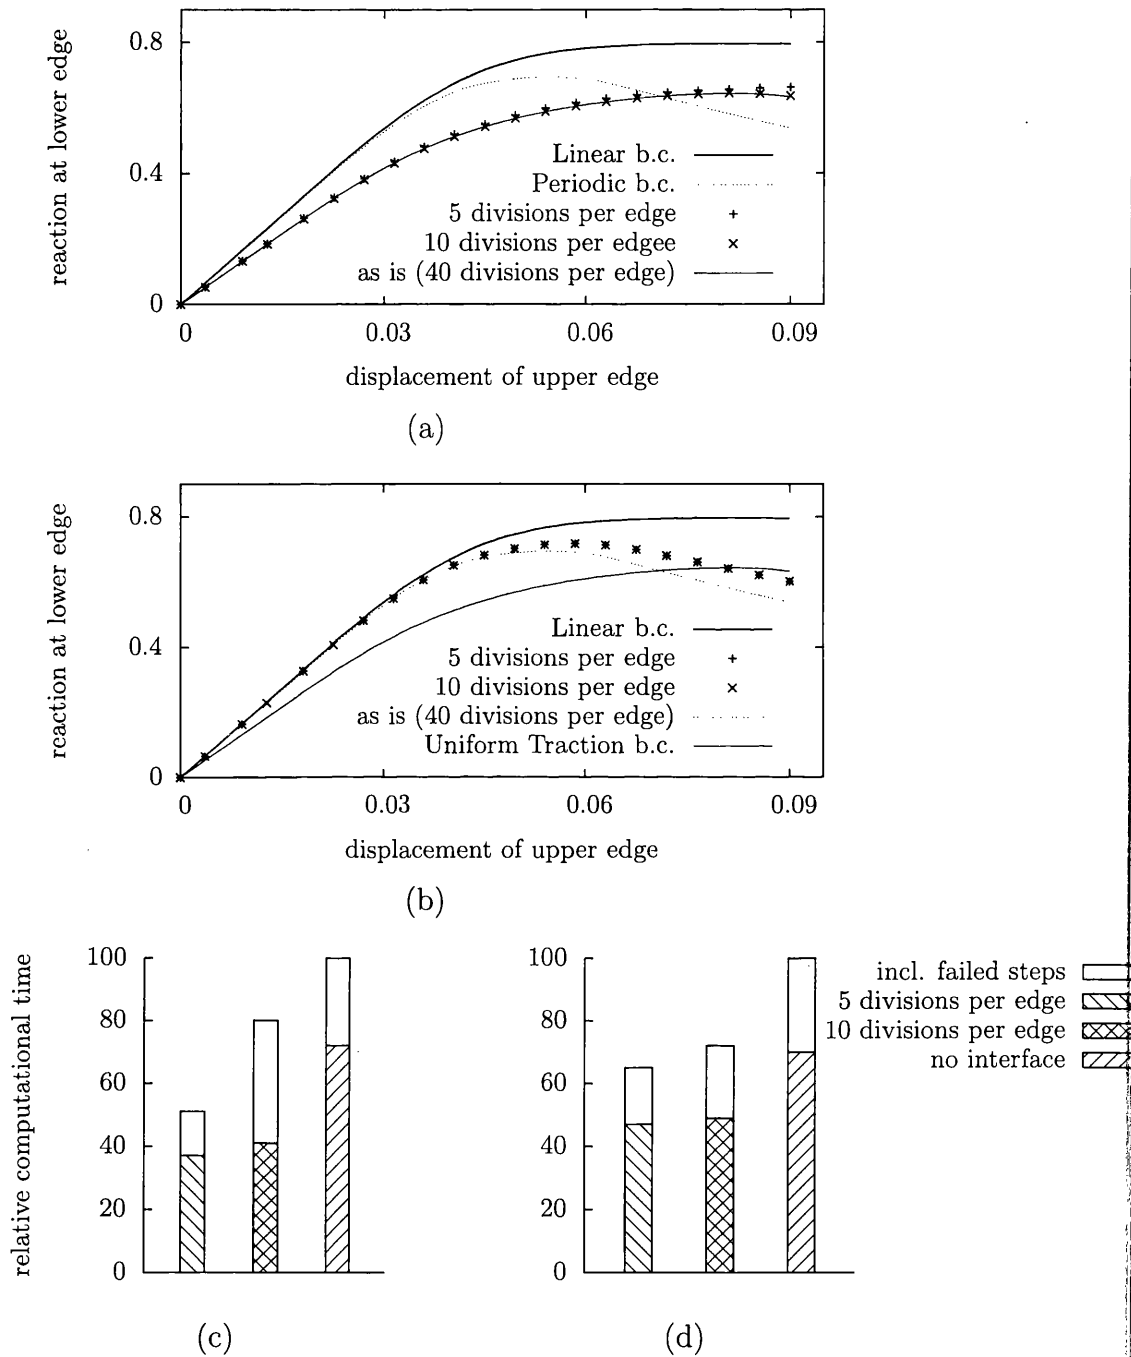 reaction at lower edge
0.8
0.4
0
Linear b.c.
Periodic b.c.
5 divisions per edge
10 divisions per edgee
as is (40 divisions per edge)
0 0.03 0.06 0.09
displacement of upper edge
(a)
reaction at lower edge
0.8
0.4
0
Linear b.c.
5 divisions per edge
10 divisions per edge
as is (40 divisions per edge)
Uniform Traction b.c.
0 0.03 0.06 0.09
displacement of upper edge
(b)
relative computational time
100
80
60
40
20
0
(c)
100
80
60
40
20
0
incl. failed steps
5 divisions per edge
10 divisions per edge
no interface
(d)